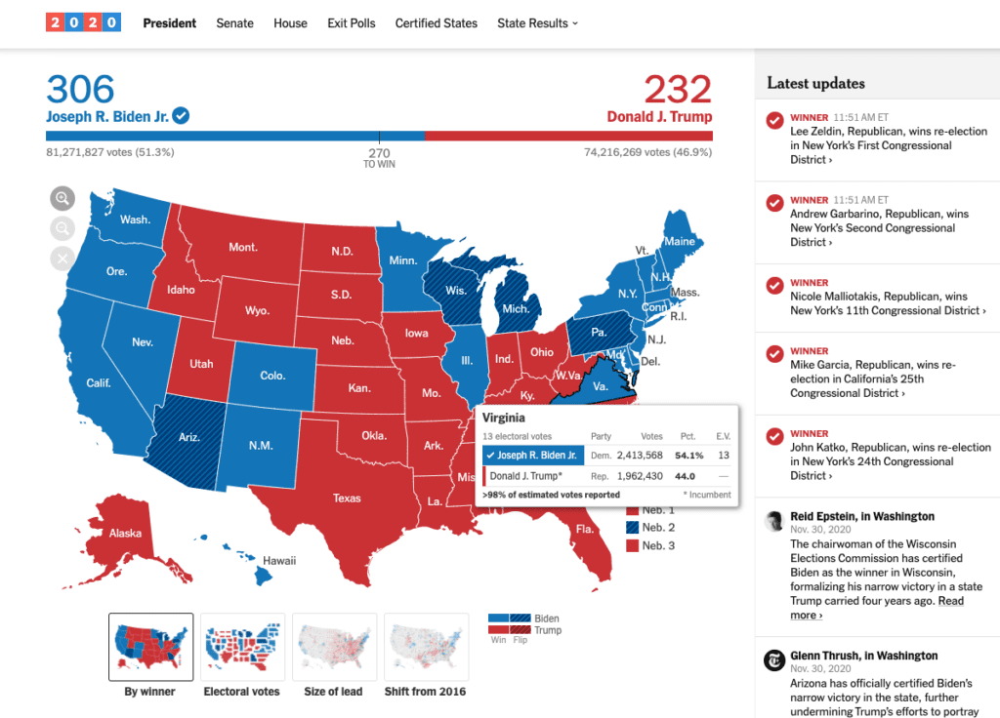 2 0 2 0
President Senate House Exit Polls Certified States State Results
306
232
Joseph R. Biden Jr.
Donald J. Trump
81,271,827 votes (51.3%)
270
TO WIN
74,216,269 votes (46.9%)
Wash.
Ore.
Calif.
Nev.
Idaho
Mont.
Wyo.
Utah
Ariz.
Colo.
N.M.
N.D.
S.D.
Neb.
Kan.
Okla.
Texas
Minn.
Iowa
Mo.
Ark.
La.
Wis.
Ill.
Mich.
Ind.
Ohio
Ky.
W.Va.
Va.
Pa.
Md.
Del.
N.J.
N.Y.
Conn.
R.I.
Mass.
Vt.
N.H.
Maine
Mis
Fla.
Alaska
Hawaii
Virginia
13 electoral votes Party Votes Pct. E.V.
Joseph R. Biden Jr. Dem. 2,413,568 54.1% 13
Donald J. Trump* Rep. 1,962,430 44.0 —
>98% of estimated votes reported * Incumbent
Neb. 1
Neb. 2
Neb. 3
By winner
Electoral votes
Size of lead
Shift from 2016
Biden
Trump
Win Flip
Latest updates
WINNER 11:51 AM ET
Lee Zeldin, Republican, wins re-election
in New York’s First Congressional
District ›
WINNER 11:51 AM ET
Andrew Garbarino, Republican, wins
New York’s Second Congressional
District ›
WINNER
Nicole Malliotakis, Republican, wins
New York’s 11th Congressional District ›
WINNER
Mike Garcia, Republican, wins re-
election in California’s 25th
Congressional District ›
WINNER
John Katko, Republican, wins re-election
in New York’s 24th Congressional
District ›
Reid Epstein, in Washington
Nov. 30, 2020
The chairwoman of the Wisconsin
Elections Commission has certified
Biden as the winner in Wisconsin,
formalizing his narrow victory in a state
Trump carried four years ago. Read
more ›
Glenn Thrush, in Washington
Nov. 30, 2020
Arizona has officially certified Biden’s
narrow victory in the state, further
undermining Trump’s efforts to portray